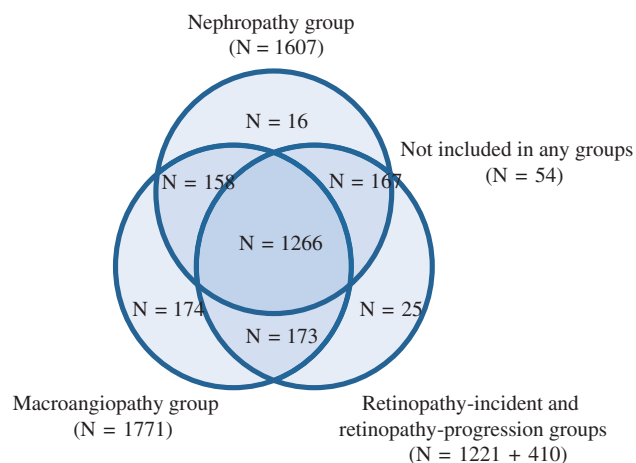 Nephropathy group
(N = 1607)
N = 16
Not included in any groups
(N = 54)
N = 158
N = 167
N = 1266
N = 174
N = 25
N = 173
Macroangiopathy group
(N = 1771)
Retinopathy-incident and
retinopathy-progression groups
(N = 1221 + 410)